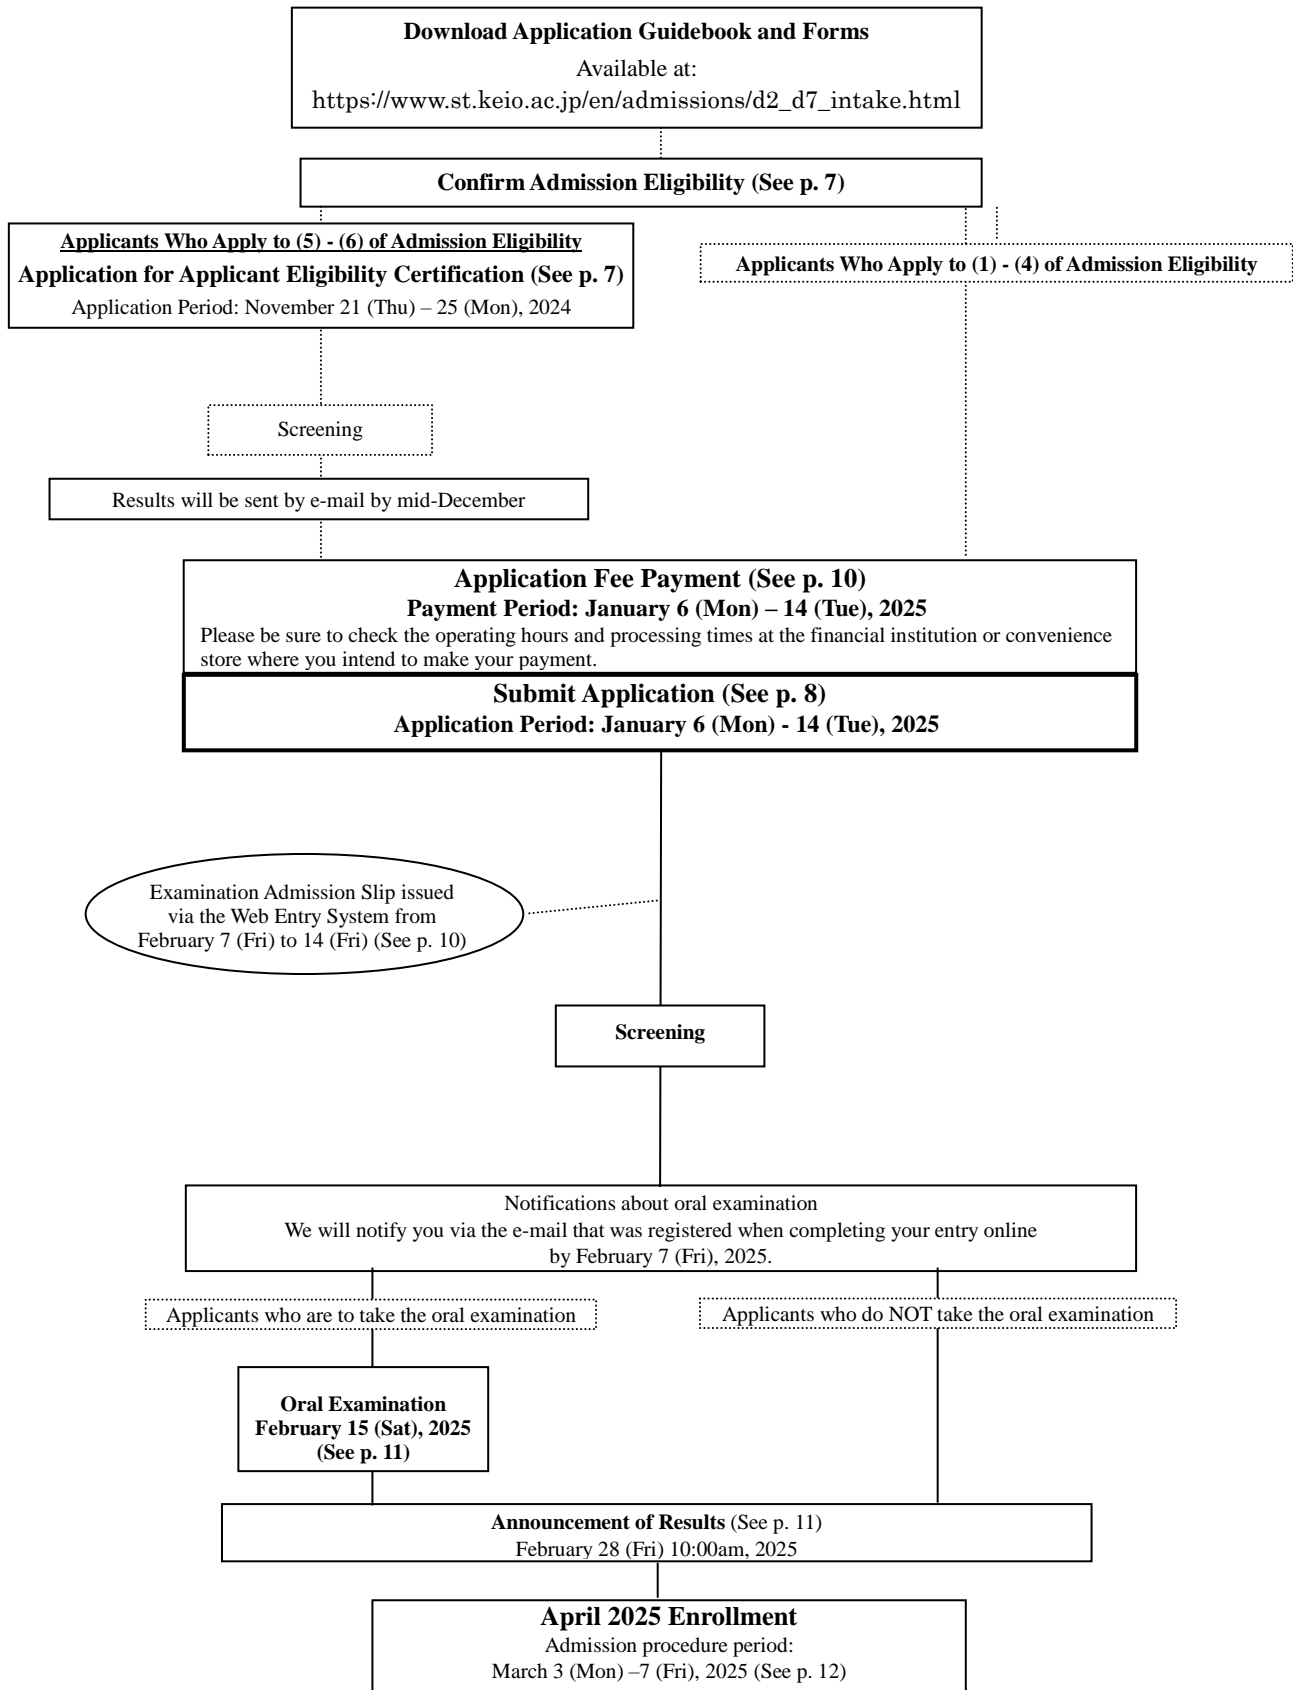 Download Application Guidebook and Forms
Available at:
https://www.st.keio.ac.jp/en/admissions/d2_d7_intake.html
Confirm Admission Eligibility (See p. 7)
Applicants Who Apply to (5) - (6) of Admission Eligibility
Application for Applicant Eligibility Certification (See p. 7)
Application Period: November 21 (Thu) – 25 (Mon), 2024
Applicants Who Apply to (1) - (4) of Admission Eligibility
Screening
Results will be sent by e-mail by mid-December
Application Fee Payment (See p. 10)
Payment Period: January 6 (Mon) – 14 (Tue), 2025
Please be sure to check the operating hours and processing times at the financial institution or convenience
store where you intend to make your payment.
Submit Application (See p. 8)
Application Period: January 6 (Mon) - 14 (Tue), 2025
Examination Admission Slip issued
via the Web Entry System from
February 7 (Fri) to 14 (Fri) (See p. 10)
Screening
Notifications about oral examination
We will notify you via the e-mail that was registered when completing your entry online
by February 7 (Fri), 2025.
Applicants who are to take the oral examination
Applicants who do NOT take the oral examination
Oral Examination
February 15 (Sat), 2025
(See p. 11)
Announcement of Results (See p. 11)
February 28 (Fri) 10:00am, 2025
April 2025 Enrollment
Admission procedure period:
March 3 (Mon) –7 (Fri), 2025 (See p. 12)